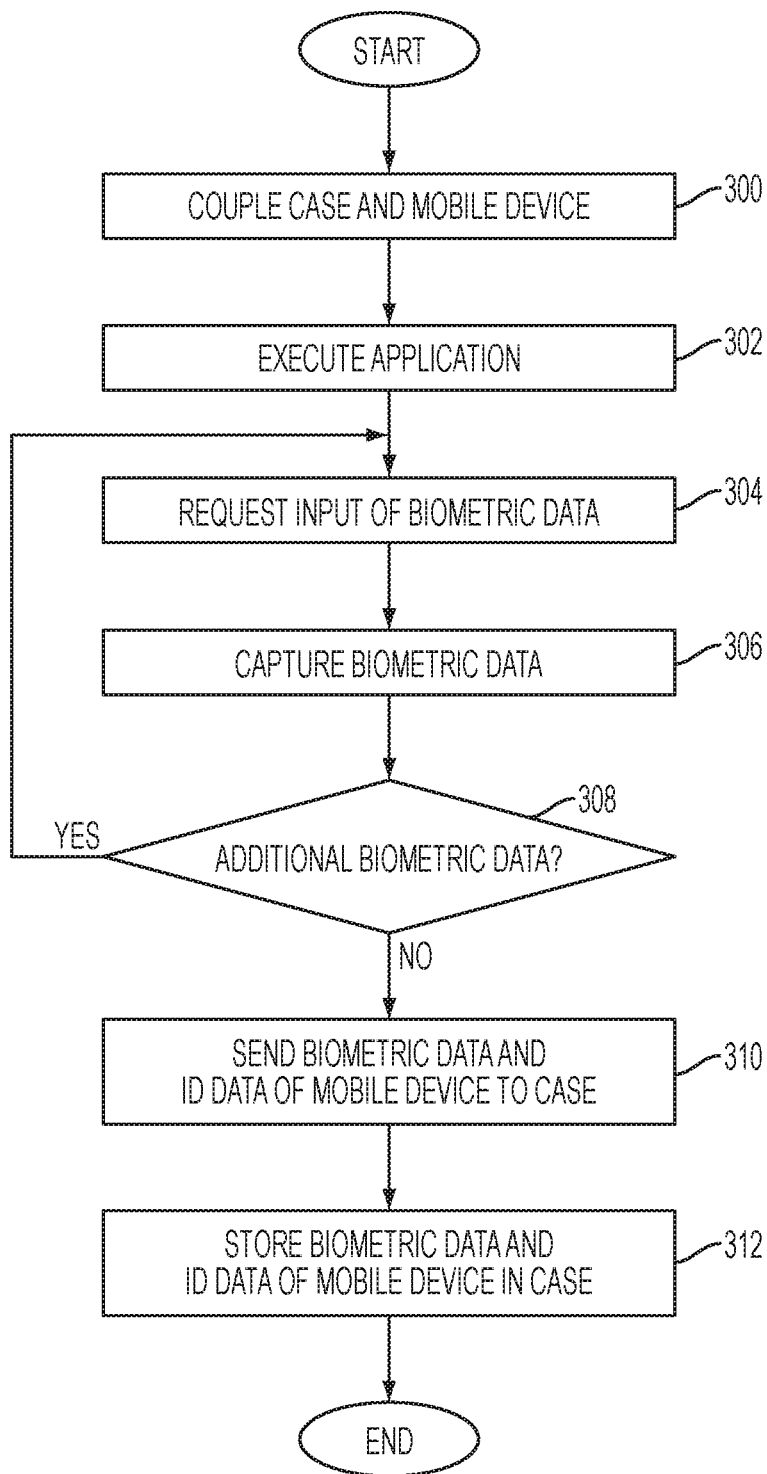 START
COUPLE CASE AND MOBILE DEVICE
300
EXECUTE APPLICATION
302
REQUEST INPUT OF BIOMETRIC DATA
304
CAPTURE BIOMETRIC DATA
306
308
YES
ADDITIONAL BIOMETRIC DATA?
NO
SEND BIOMETRIC DATA AND
ID DATA OF MOBILE DEVICE TO CASE
310
STORE BIOMETRIC DATA AND
ID DATA OF MOBILE DEVICE IN CASE
312
END